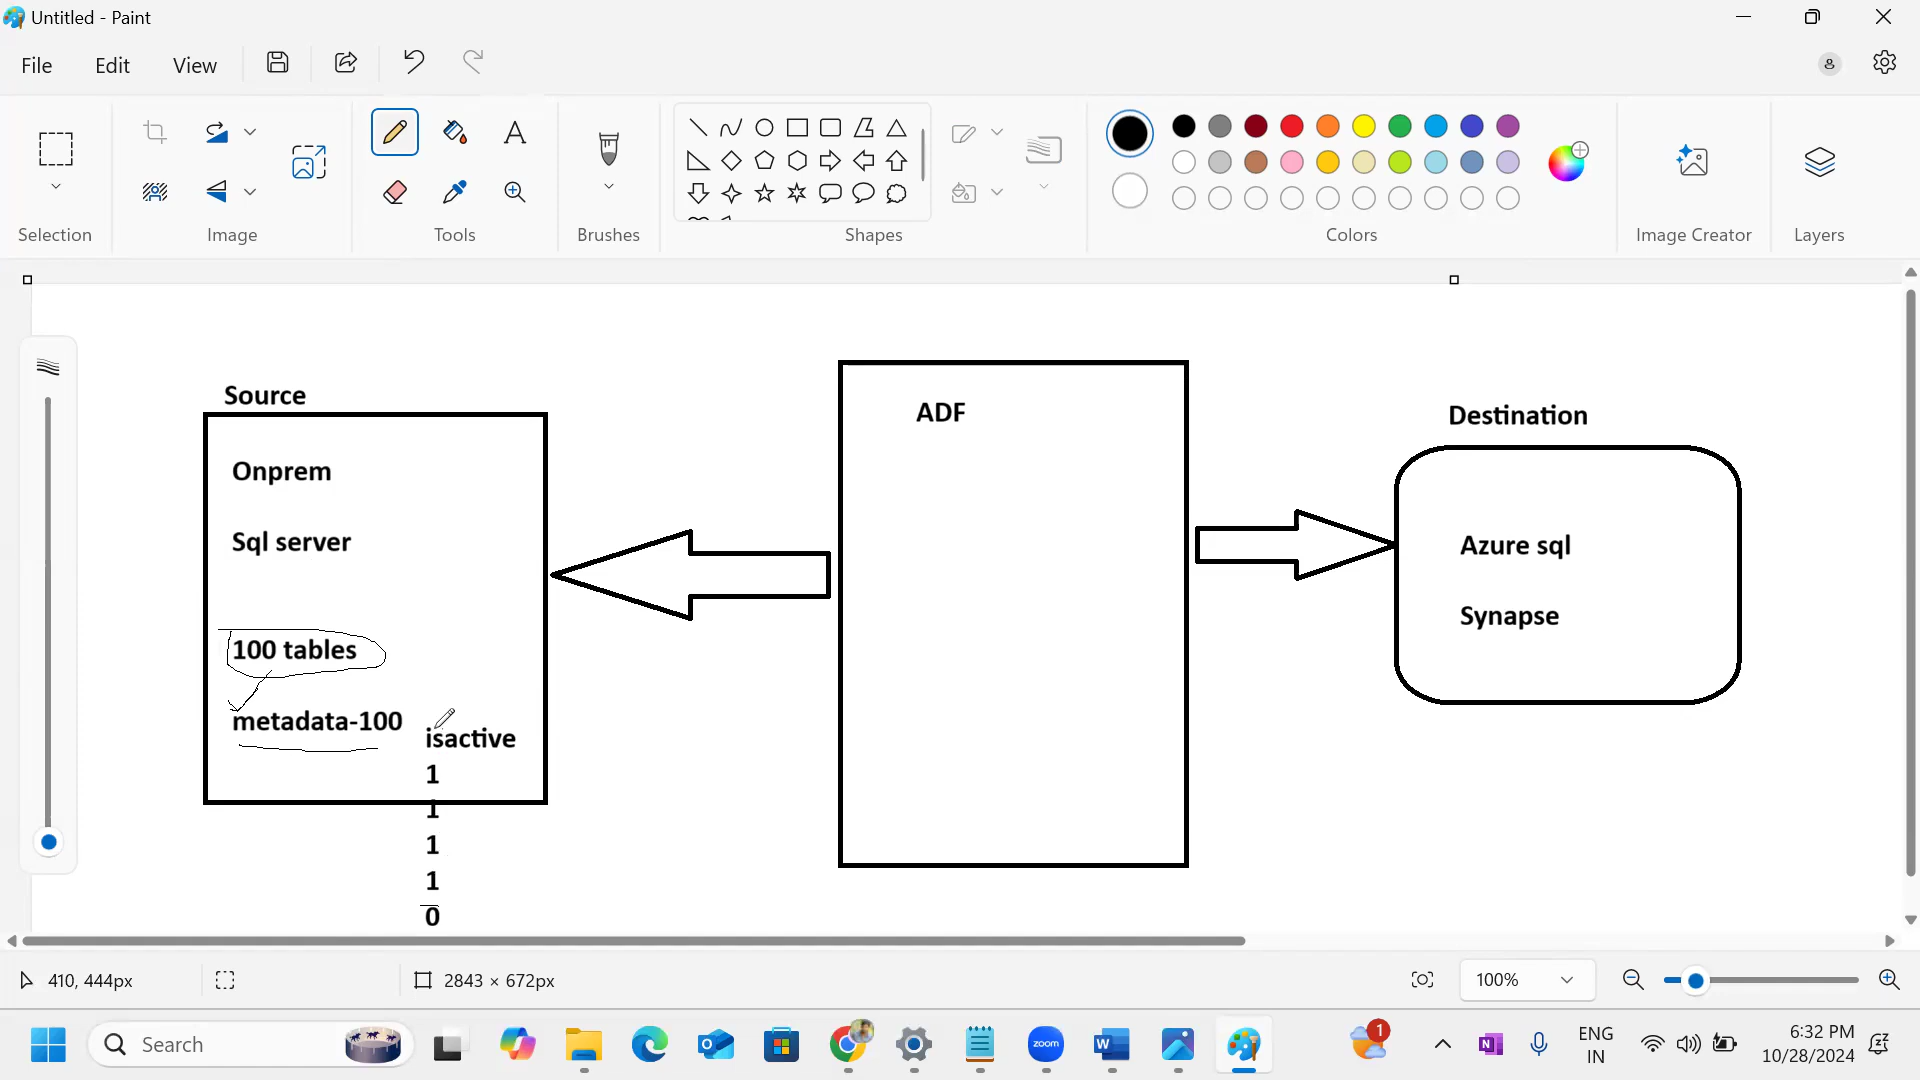 Untitled - Paint
File Edit View
Selection Image Tools Brushes Shapes Colors Image Creator Layers
Source
Onprem
Sql server
100 tables
metadata-100
isactive
1
1
1
1
0
ADF
Destination
Azure sql
Synapse
410, 444px
2843 × 672px
100%
Search
zoom
1
ENG
IN
6:32 PM
10/28/2024